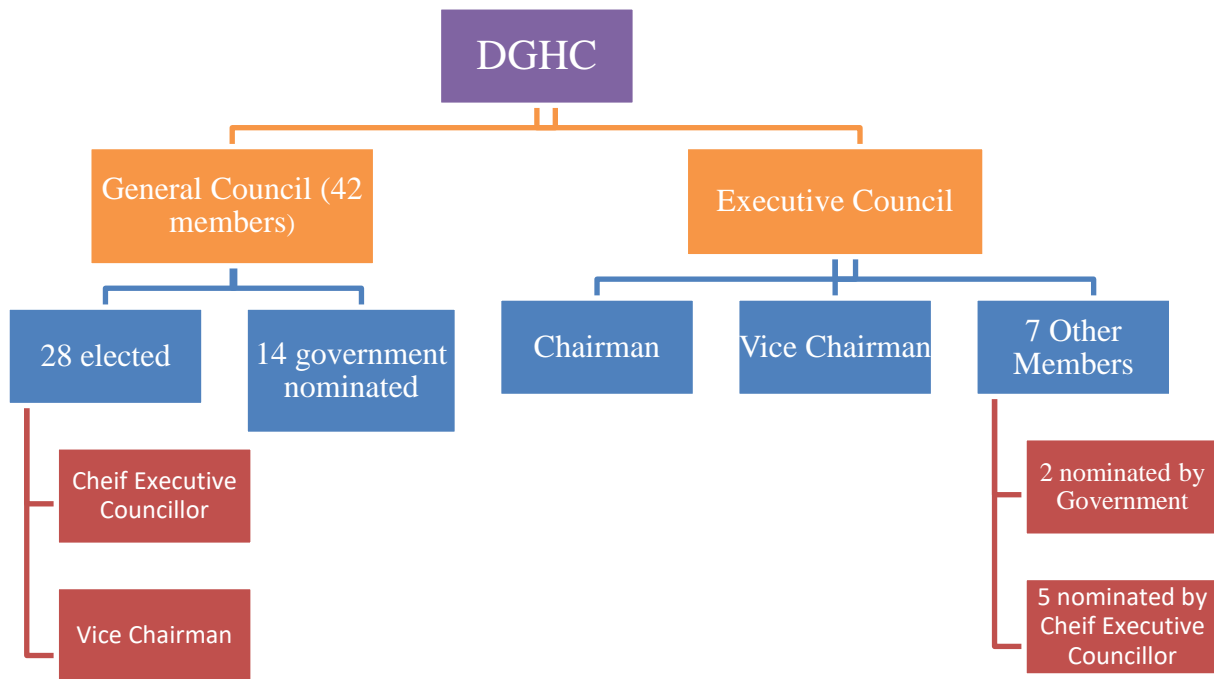 DGHC
General Council (42
members)
Executive Council
28 elected
14 government
nominated
Chairman
Vice Chairman
7 Other
Members
Cheif Executive
Councillor
2 nominated by
Government
Vice Chairman
5 nominated by
Cheif Executive
Councillor